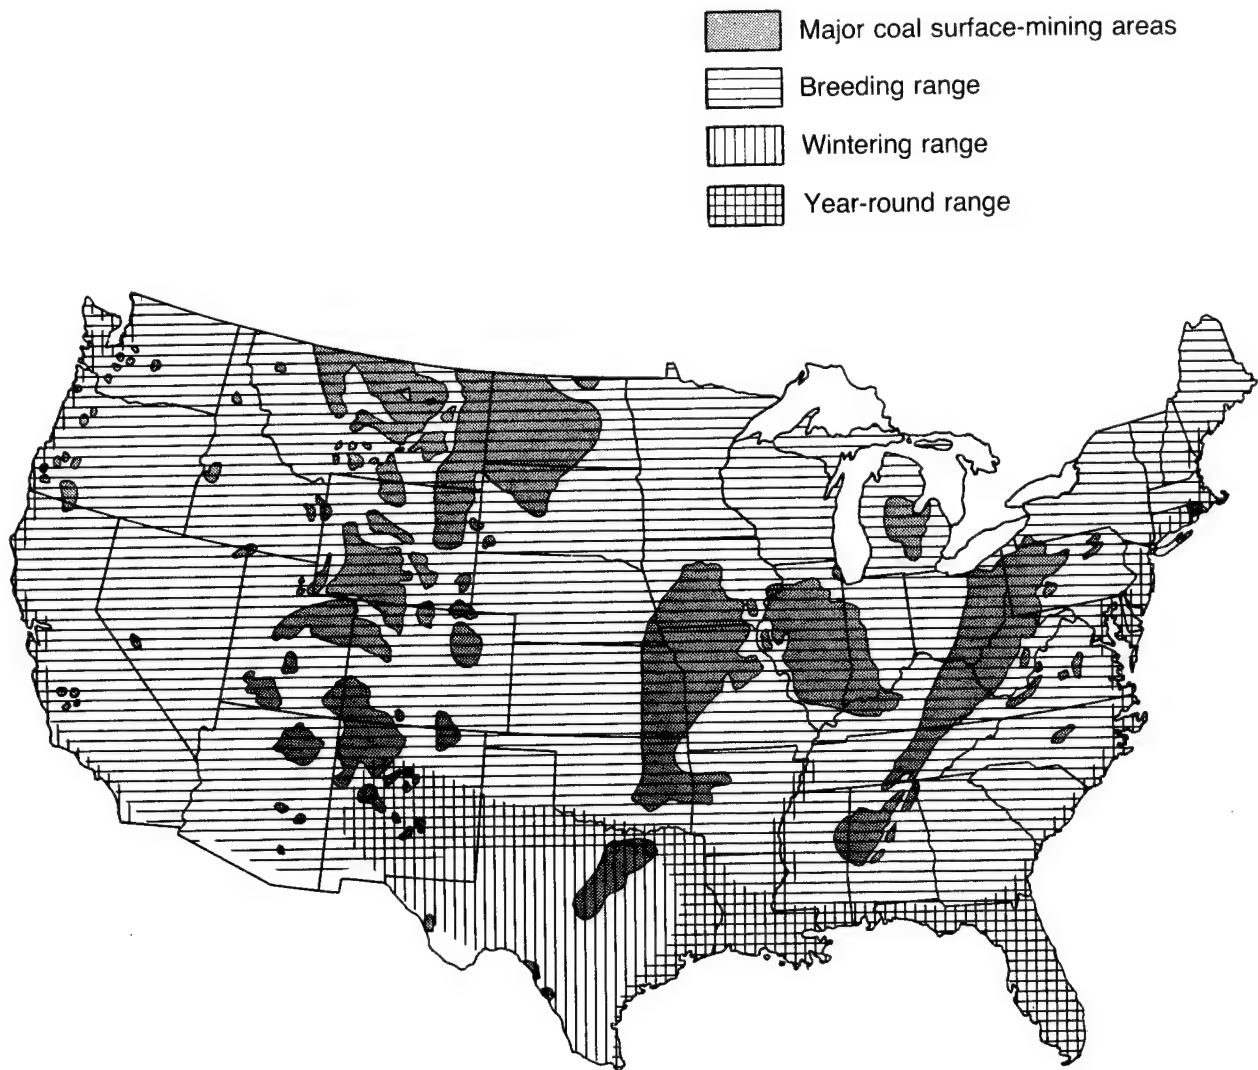 Major coal surface-mining areas
Breeding range
Wintering range
Year-round range